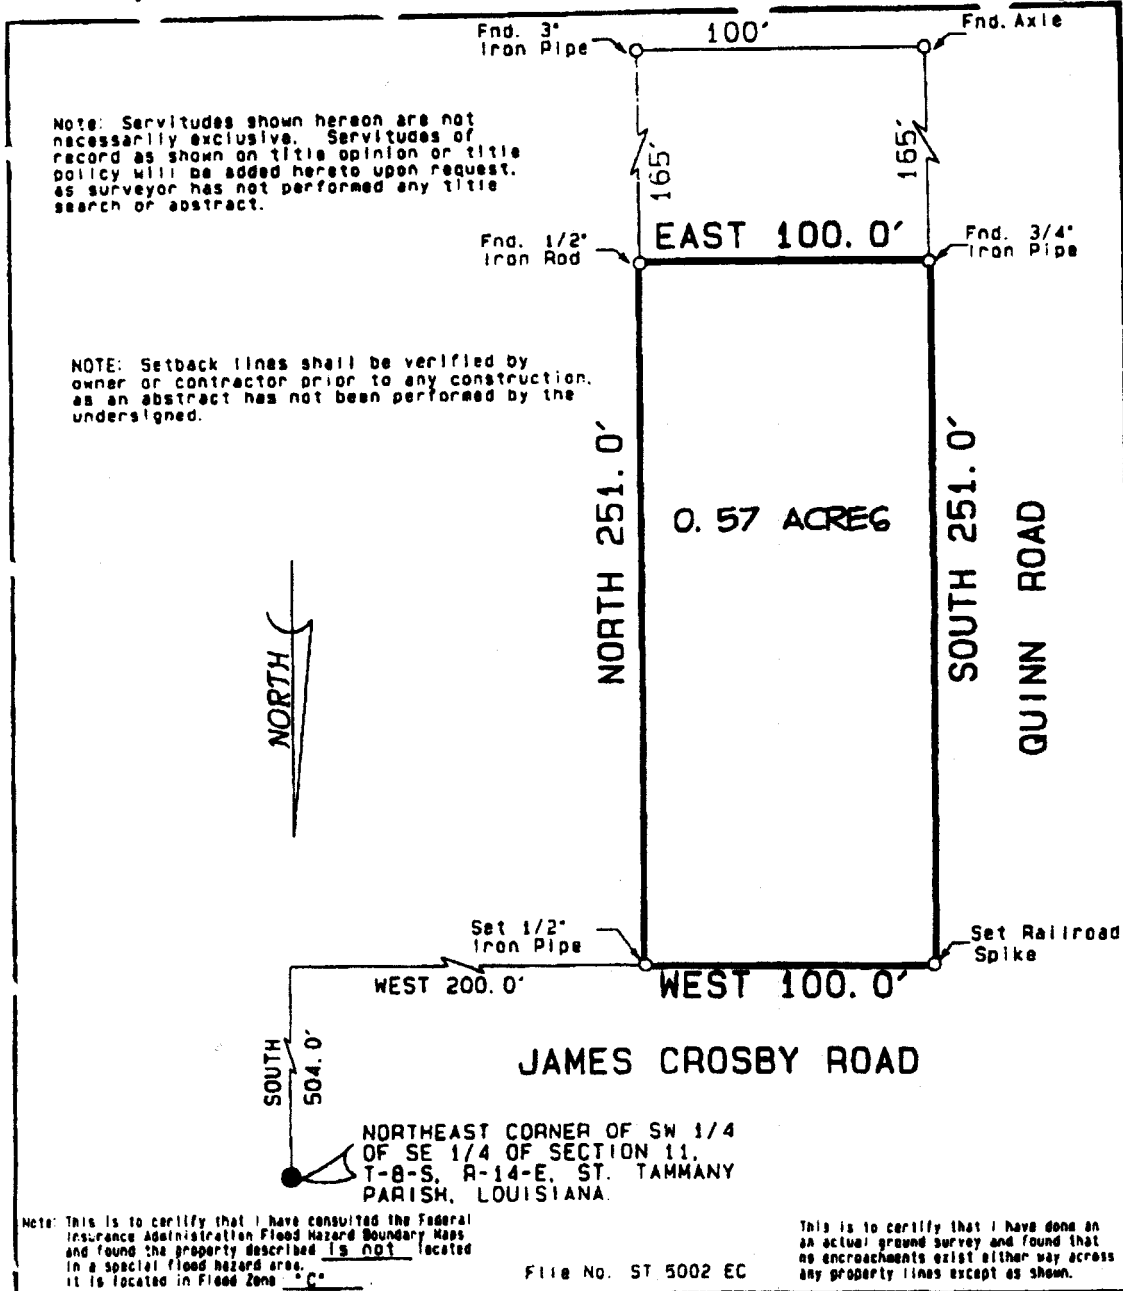 Fnd. 3"
Iron Pipe
100'
Fnd. Axle
Note: Servitudes shown hereon are not
necessarily exclusive. Servitudes of
record as shown on title opinion or title
policy will be added hereto upon request,
as surveyor has not performed any title
search or abstract.
165'
165'
Fnd. 1/2"
Iron Rod
EAST 100.0'
Fnd. 3/4"
Iron Pipe
NOTE: Setback lines shall be verified by
owner or contractor prior to any construction,
as an abstract has not been performed by the
undersigned.
NORTH 251.0'
0.57 ACRES
SOUTH 251.0'
QUINN ROAD
NORTH
Set 1/2"
Iron Pipe
Set Railroad
Spike
WEST 200.0'
WEST 100.0'
SOUTH
504.0'
JAMES CROSBY ROAD
NORTHEAST CORNER OF SW 1/4
OF SE 1/4 OF SECTION 11,
T-8-S, R-14-E, ST. TAMMANY
PARISH, LOUISIANA.
Note: This is to certify that I have consulted the Federal
Insurance Administration Flood Hazard Boundary Maps
and found the property described is not located
in a special flood hazard area.
It is located in Flood Zone "C"
File No. ST 5002 EC
This is to certify that I have done an
an actual ground survey and found that
no encroachments exist either way across
any property lines except as shown.